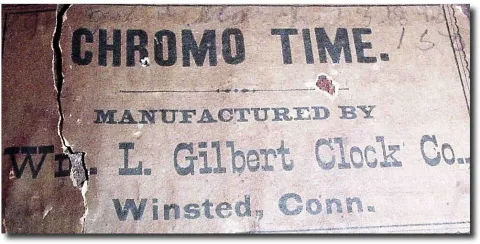 CHROMO TIME.
MANUFACTURED BY
Wm. L. Gilbert Clock Co.,
Winsted, Conn.